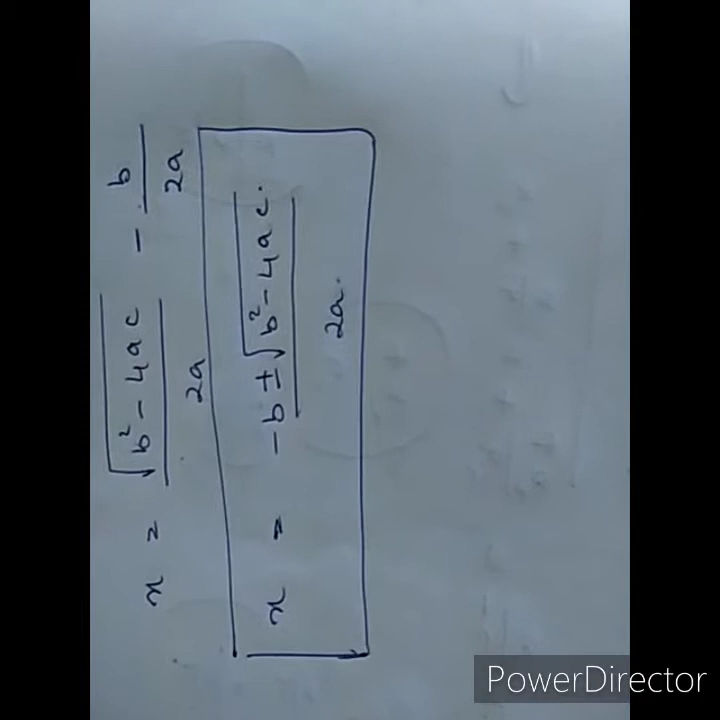 x = √b² - 4ac / 2a - b / 2a
x = -b ± √b² - 4ac. / 2a.
PowerDirector